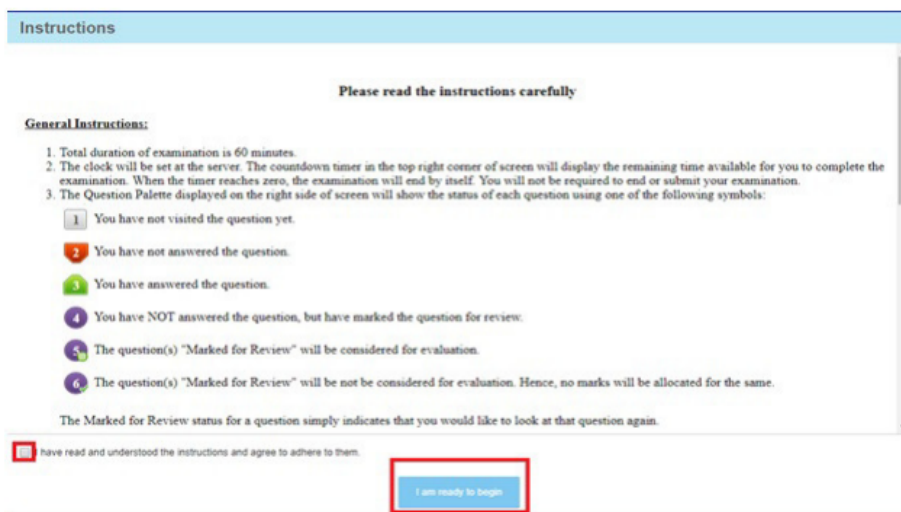 Instructions
Please read the instructions carefully
General Instructions:
1. Total duration of examination is 60 minutes.
2. The clock will be set at the server. The countdown timer in the top right corner of screen will display the remaining time available for you to complete the
examination. When the timer reaches zero, the examination will end by itself. You will not be required to end or submit your examination.
3. The Question Palette displayed on the right side of screen will show the status of each question using one of the following symbols:
1 You have not visited the question yet.
2 You have not answered the question.
3 You have answered the question.
4 You have NOT answered the question, but have marked the question for review.
5 The question(s) "Marked for Review" will be considered for evaluation.
6 The question(s) "Marked for Review" will be not be considered for evaluation. Hence, no marks will be allocated for the same.
The Marked for Review status for a question simply indicates that you would like to look at that question again.
I have read and understood the instructions and agree to adhere to them.
I am ready to begin